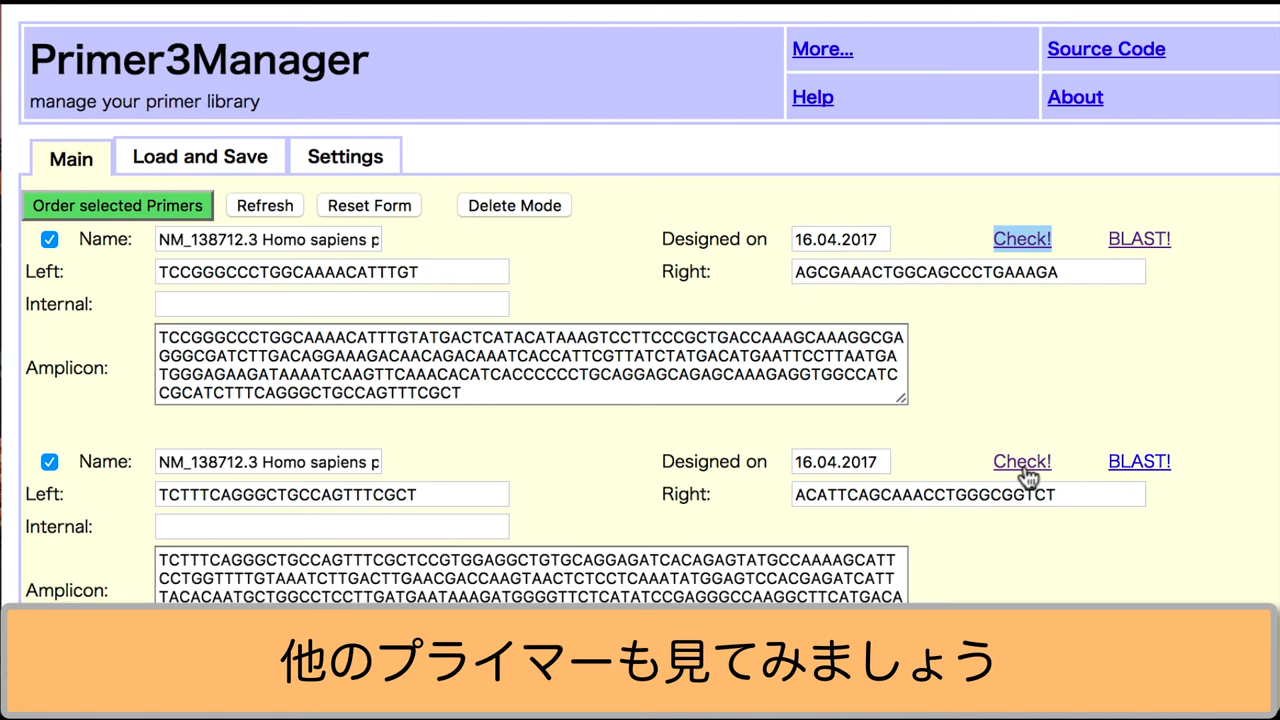 Primer3Manager
manage your primer library
More...
Source Code
Help
About
Main
Load and Save
Settings
Order selected Primers
Refresh
Reset Form
Delete Mode
Name:
NM_138712.3 Homo sapiens p
Designed on
16.04.2017
Check!
BLAST!
Left:
TCCGGGCCCTGGCAAAACATTTGT
Right:
AGCGAAACTGGCAGCCCTGAAAGA
Internal:
Amplicon:
TCCGGGCCCTGGCAAAACATTTGTATGACTCATACATAAAGTCCTTCCCGCTGACCAAAGCAAAGGCGA
GGGCGATCTTGACAGGAAAGACAACAGACAAATCACCATTCGTTATCTATGACATGAATTCCTTAATGA
TGGGAGAAGATAAAATCAAGTTCAAACACATCACCCCCCTGCAGGAGCAGAGCAAAGAGGTGGCCATC
CGCATCTTTCAGGGCTGCCAGTTTCGCT
Name:
NM_138712.3 Homo sapiens p
Designed on
16.04.2017
Check!
BLAST!
Left:
TCTTTCAGGGCTGCCAGTTTCGCT
Right:
ACATTCAGCAAACCTGGGCGGTCT
Internal:
Amplicon:
TCTTTCAGGGCTGCCAGTTTCGCTCCGTGGAGGCTGTGCAGGAGATCACAGAGTATGCCAAAAGCATT
CCTGGTTTTGTAAATCTTGACTTGAACGACCAAGTAACTCTCCTCAAATATGGAGTCCACGAGATCATT
TACACAATGCTGGCCTCCTTGATGAATAAAGATGGGGTTCTCATATCCGAGGGCCAAGGCTTCATGACA
他のプライマーも見てみましょう